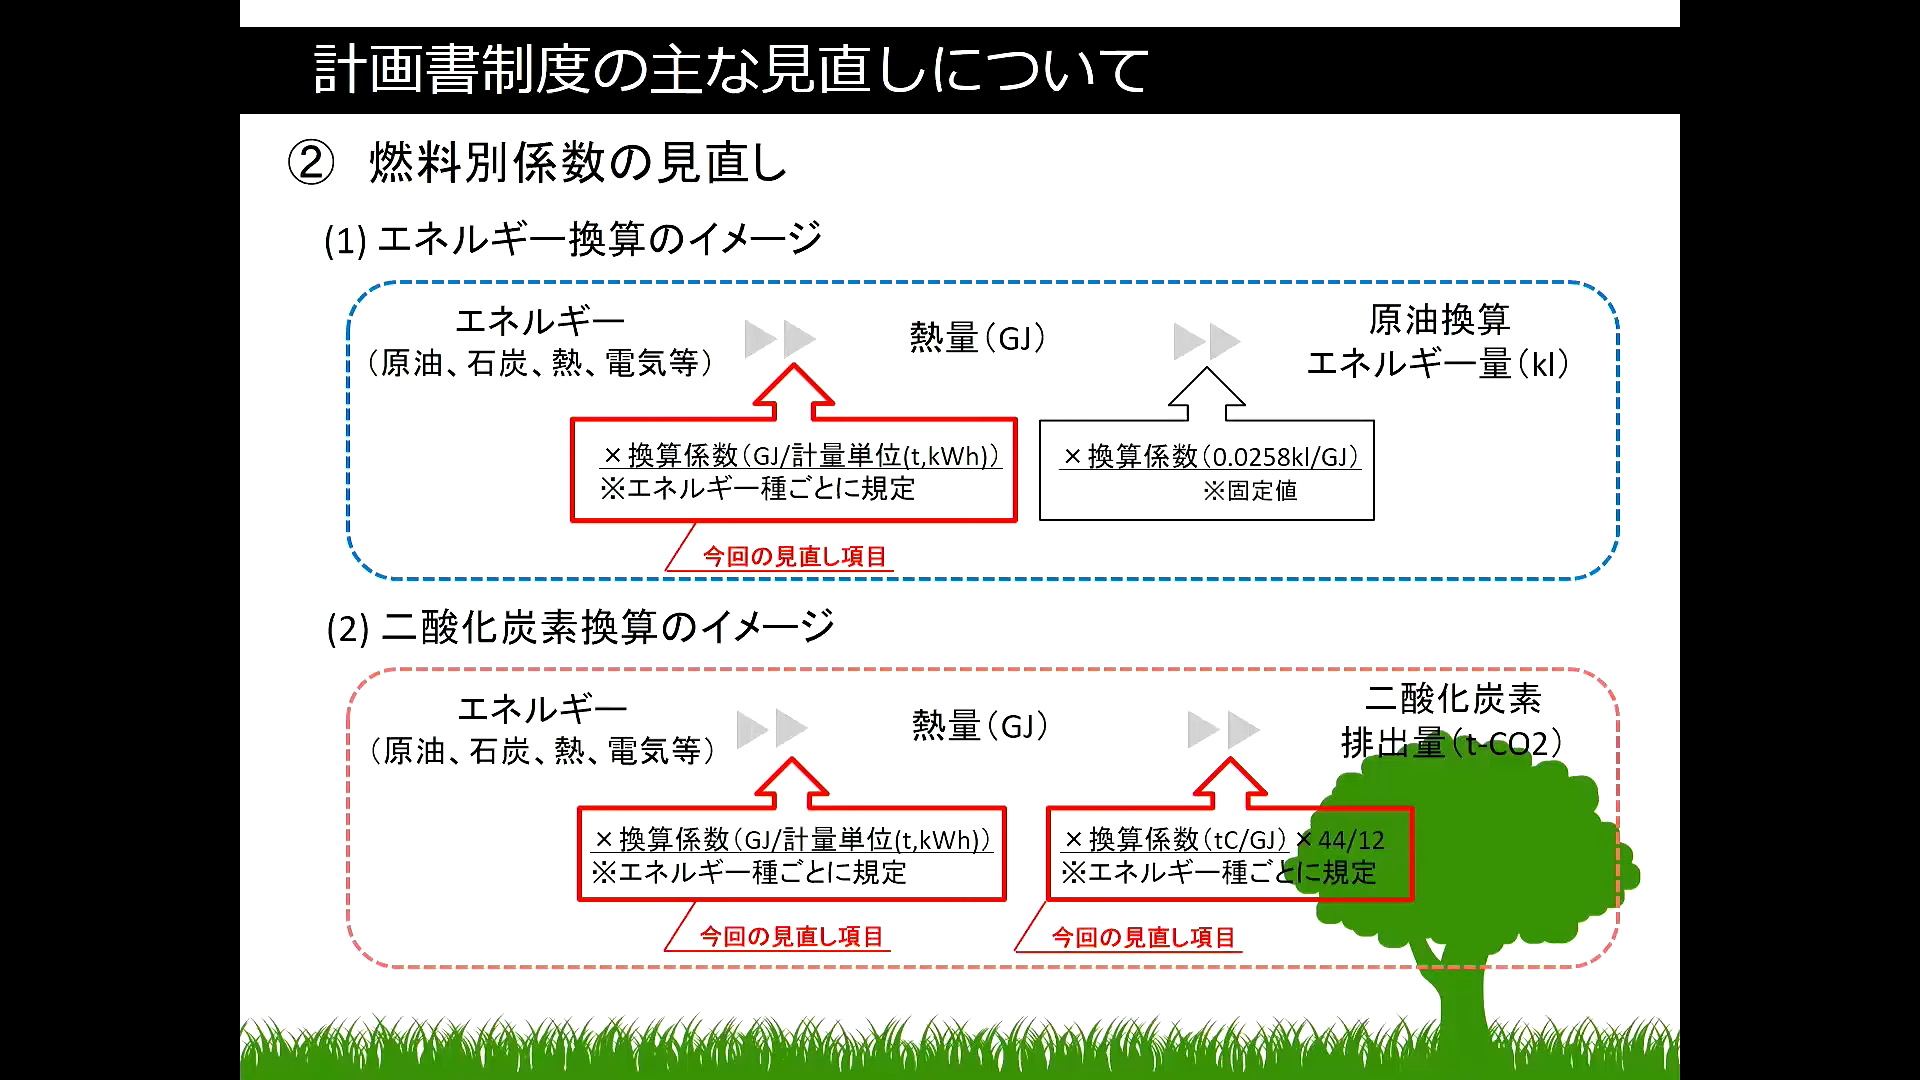 計画書制度の主な見直しについて
② 燃料別係数の見直し
(1) エネルギー換算のイメージ
エネルギー
（原油、石炭、熱、電気等）
熱量（GJ）
原油換算
エネルギー量（kl）
×換算係数（GJ/計量単位(t,kWh)）
※エネルギー種ごとに規定
×換算係数（0.0258kl/GJ）
※固定値
今回の見直し項目
(2) 二酸化炭素換算のイメージ
エネルギー
（原油、石炭、熱、電気等）
熱量（GJ）
二酸化炭素
排出量（t-CO2）
×換算係数（GJ/計量単位(t,kWh)）
※エネルギー種ごとに規定
×換算係数（tC/GJ）×44/12
※エネルギー種ごとに規定
今回の見直し項目
今回の見直し項目